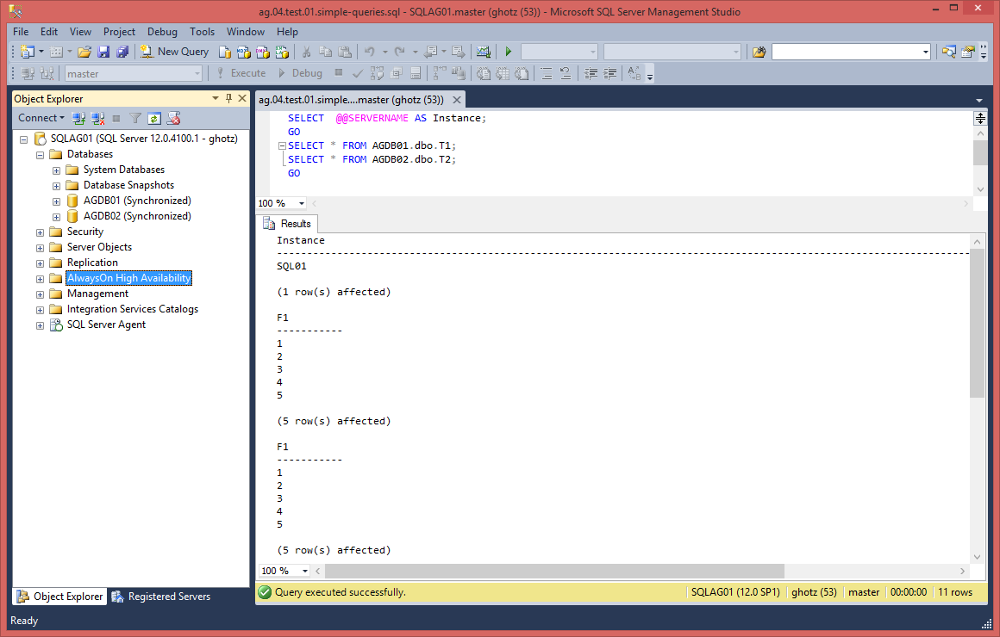 ag.04.test.01.simple-queries.sql - SQLAG01.master (ghotz (53)) - Microsoft SQL Server Management Studio
File Edit View Project Debug Tools Window Help
New Query
master Execute Debug
Object Explorer
Connect
SQLAG01 (SQL Server 12.0.4100.1 - ghotz)
Databases
System Databases
Database Snapshots
AGDB01 (Synchronized)
AGDB02 (Synchronized)
Security
Server Objects
Replication
AlwaysOn High Availability
Management
Integration Services Catalogs
SQL Server Agent
Object Explorer Registered Servers
ag.04.test.01.simple....master (ghotz (53))
SELECT @@SERVERNAME AS Instance;
GO
SELECT * FROM AGDB01.dbo.T1;
SELECT * FROM AGDB02.dbo.T2;
GO
100 %
Results
Instance
--------------------------------------------------------------------------------------------------------------------
SQL01
(1 row(s) affected)
F1
-----------
1
2
3
4
5
(5 row(s) affected)
F1
-----------
1
2
3
4
5
(5 row(s) affected)
100 %
Query executed successfully. SQLAG01 (12.0 SP1) ghotz (53) master 00:00:00 11 rows
Ready